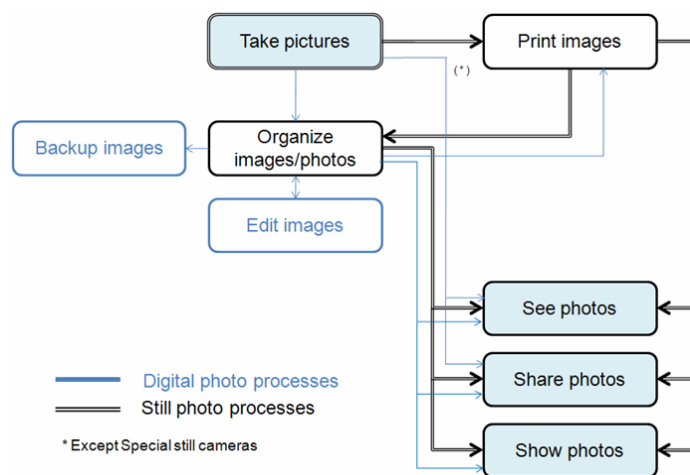 Take pictures
Print images
(*)
Organize
images/photos
Backup images
Edit images
See photos
Share photos
Show photos
Digital photo processes
Still photo processes
* Except Special still cameras